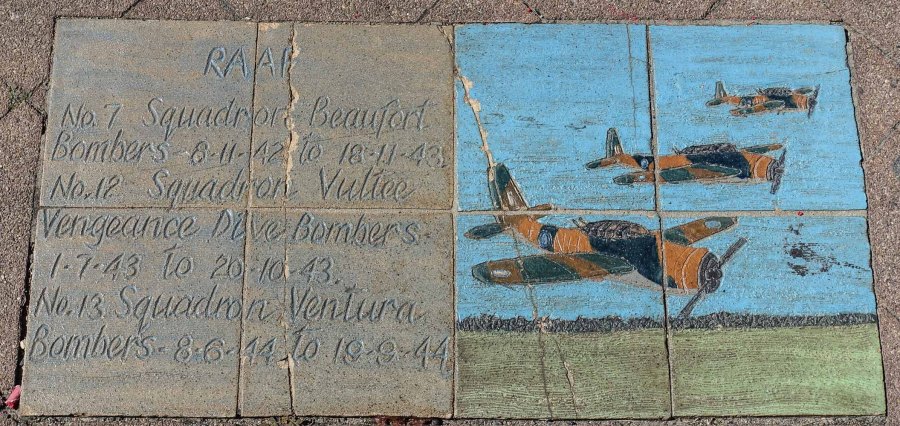 RAAF
No. 7 Squadron Beaufort
Bombers - 8-11-42 to 18-11-43.
No. 12 Squadron Vultee
Vengeance Dive Bombers -
1-7-43 to 20-10-43.
No. 13 Squadron Ventura
Bombers - 8-6-44 to 19-9-44